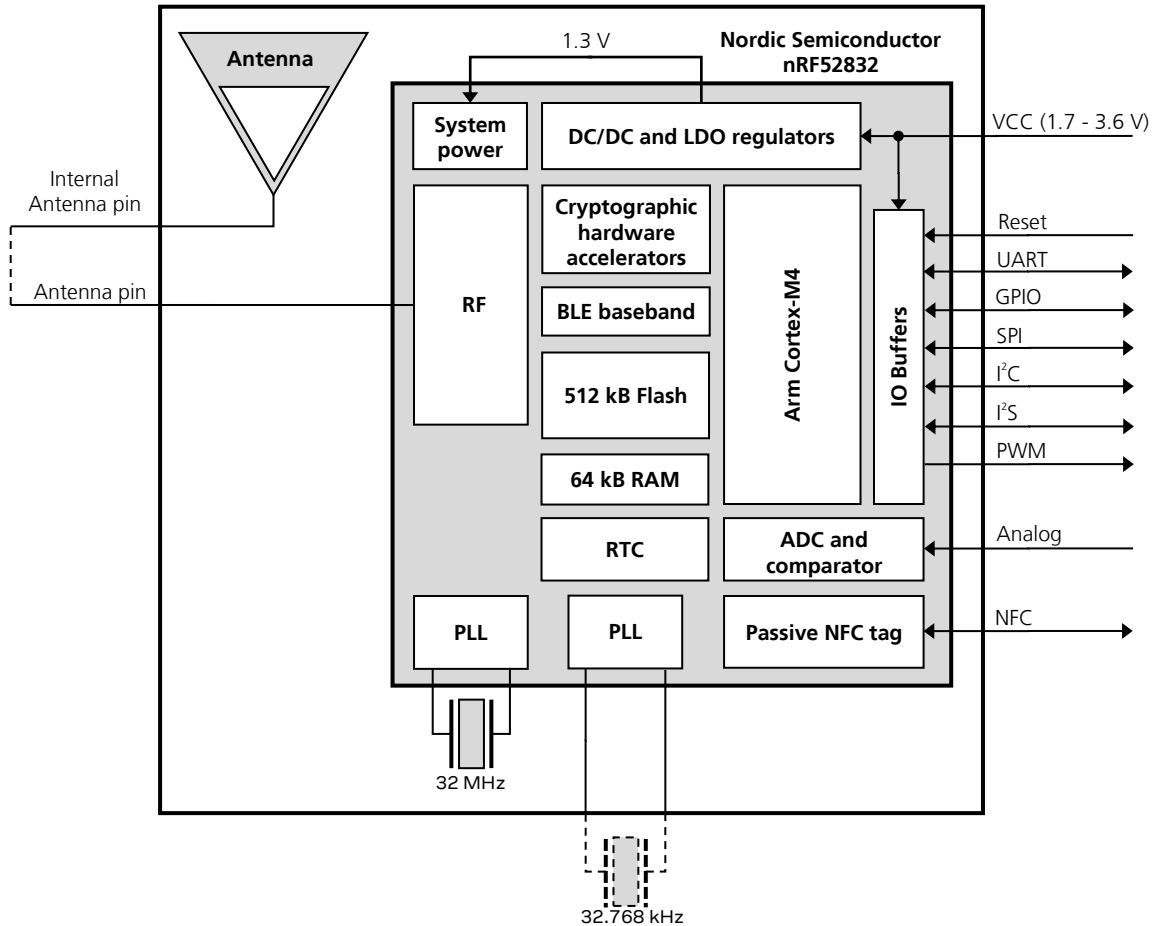 Antenna
1.3 V
Nordic Semiconductor
nRF52832
System
power
DC/DC and LDO regulators
VCC (1.7 - 3.6 V)
Internal
Antenna pin
Antenna pin
RF
Cryptographic
hardware
accelerators
BLE baseband
512 kB Flash
64 kB RAM
RTC
Arm Cortex-M4
IO Buffers
Reset
UART
GPIO
SPI
I²C
I²S
PWM
ADC and
comparator
Analog
PLL
PLL
Passive NFC tag
NFC
32 MHz
32.768 kHz